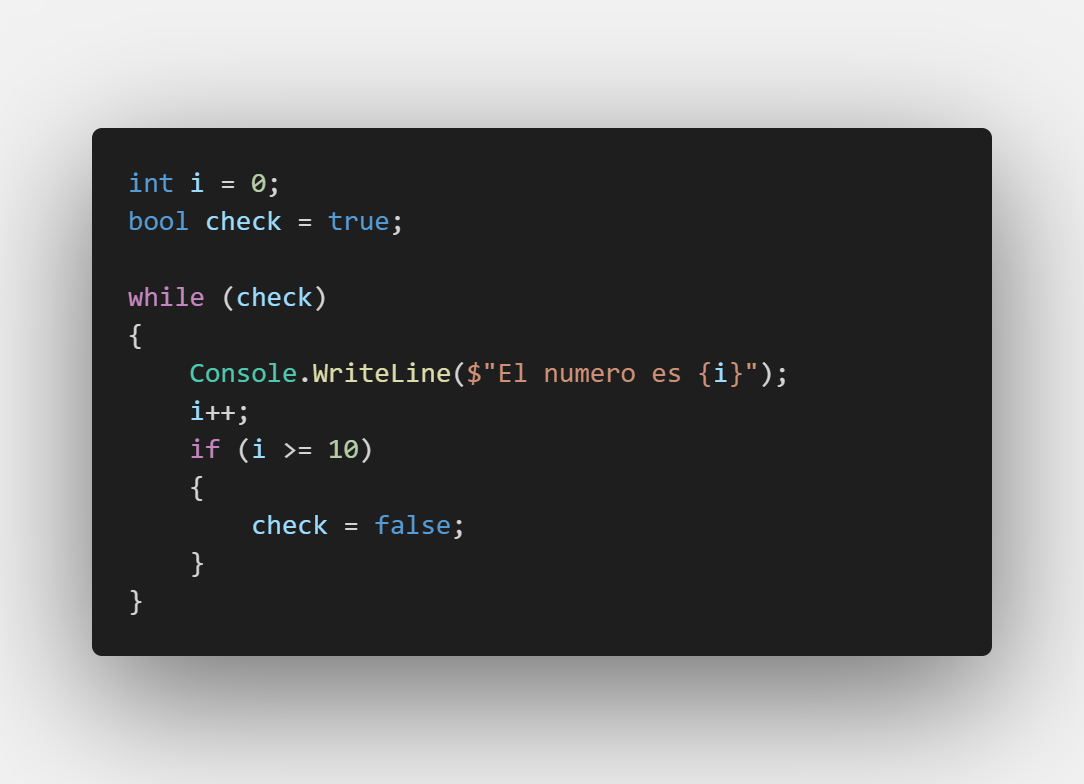 int i = 0;
bool check = true;

while (check)
{
    Console.WriteLine($"El numero es {i}");
    i++;
    if (i >= 10)
    {
        check = false;
    }
}